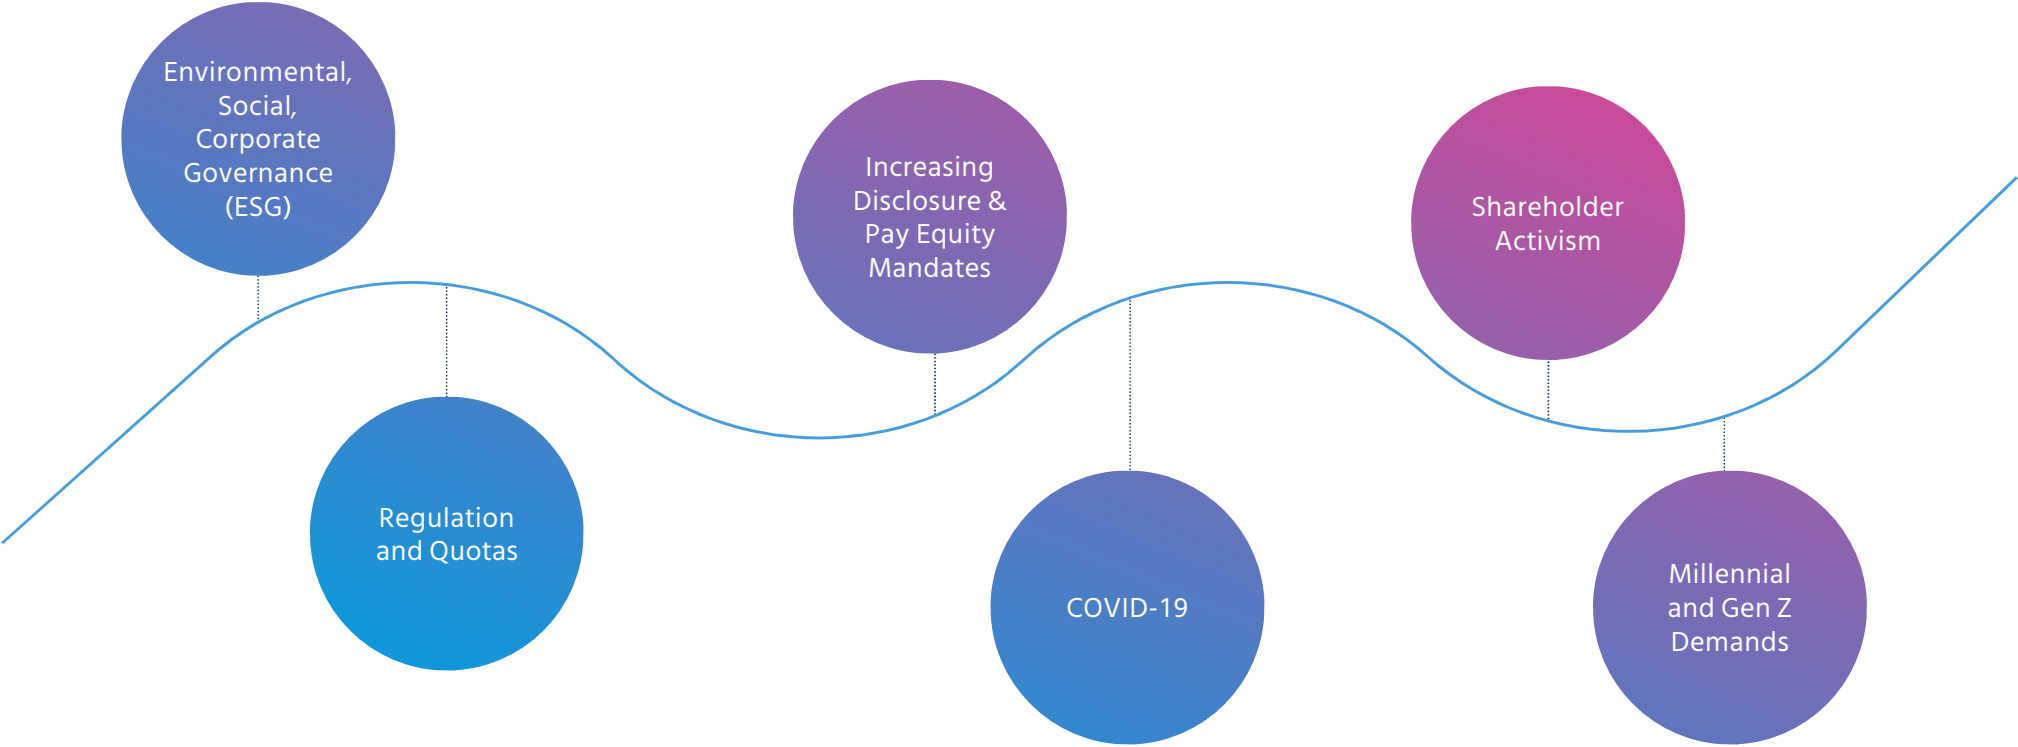 Environmental,
Social,
Corporate
Governance
(ESG)
Regulation
and Quotas
Increasing
Disclosure &
Pay Equity
Mandates
COVID-19
Shareholder
Activism
Millennial
and Gen Z
Demands